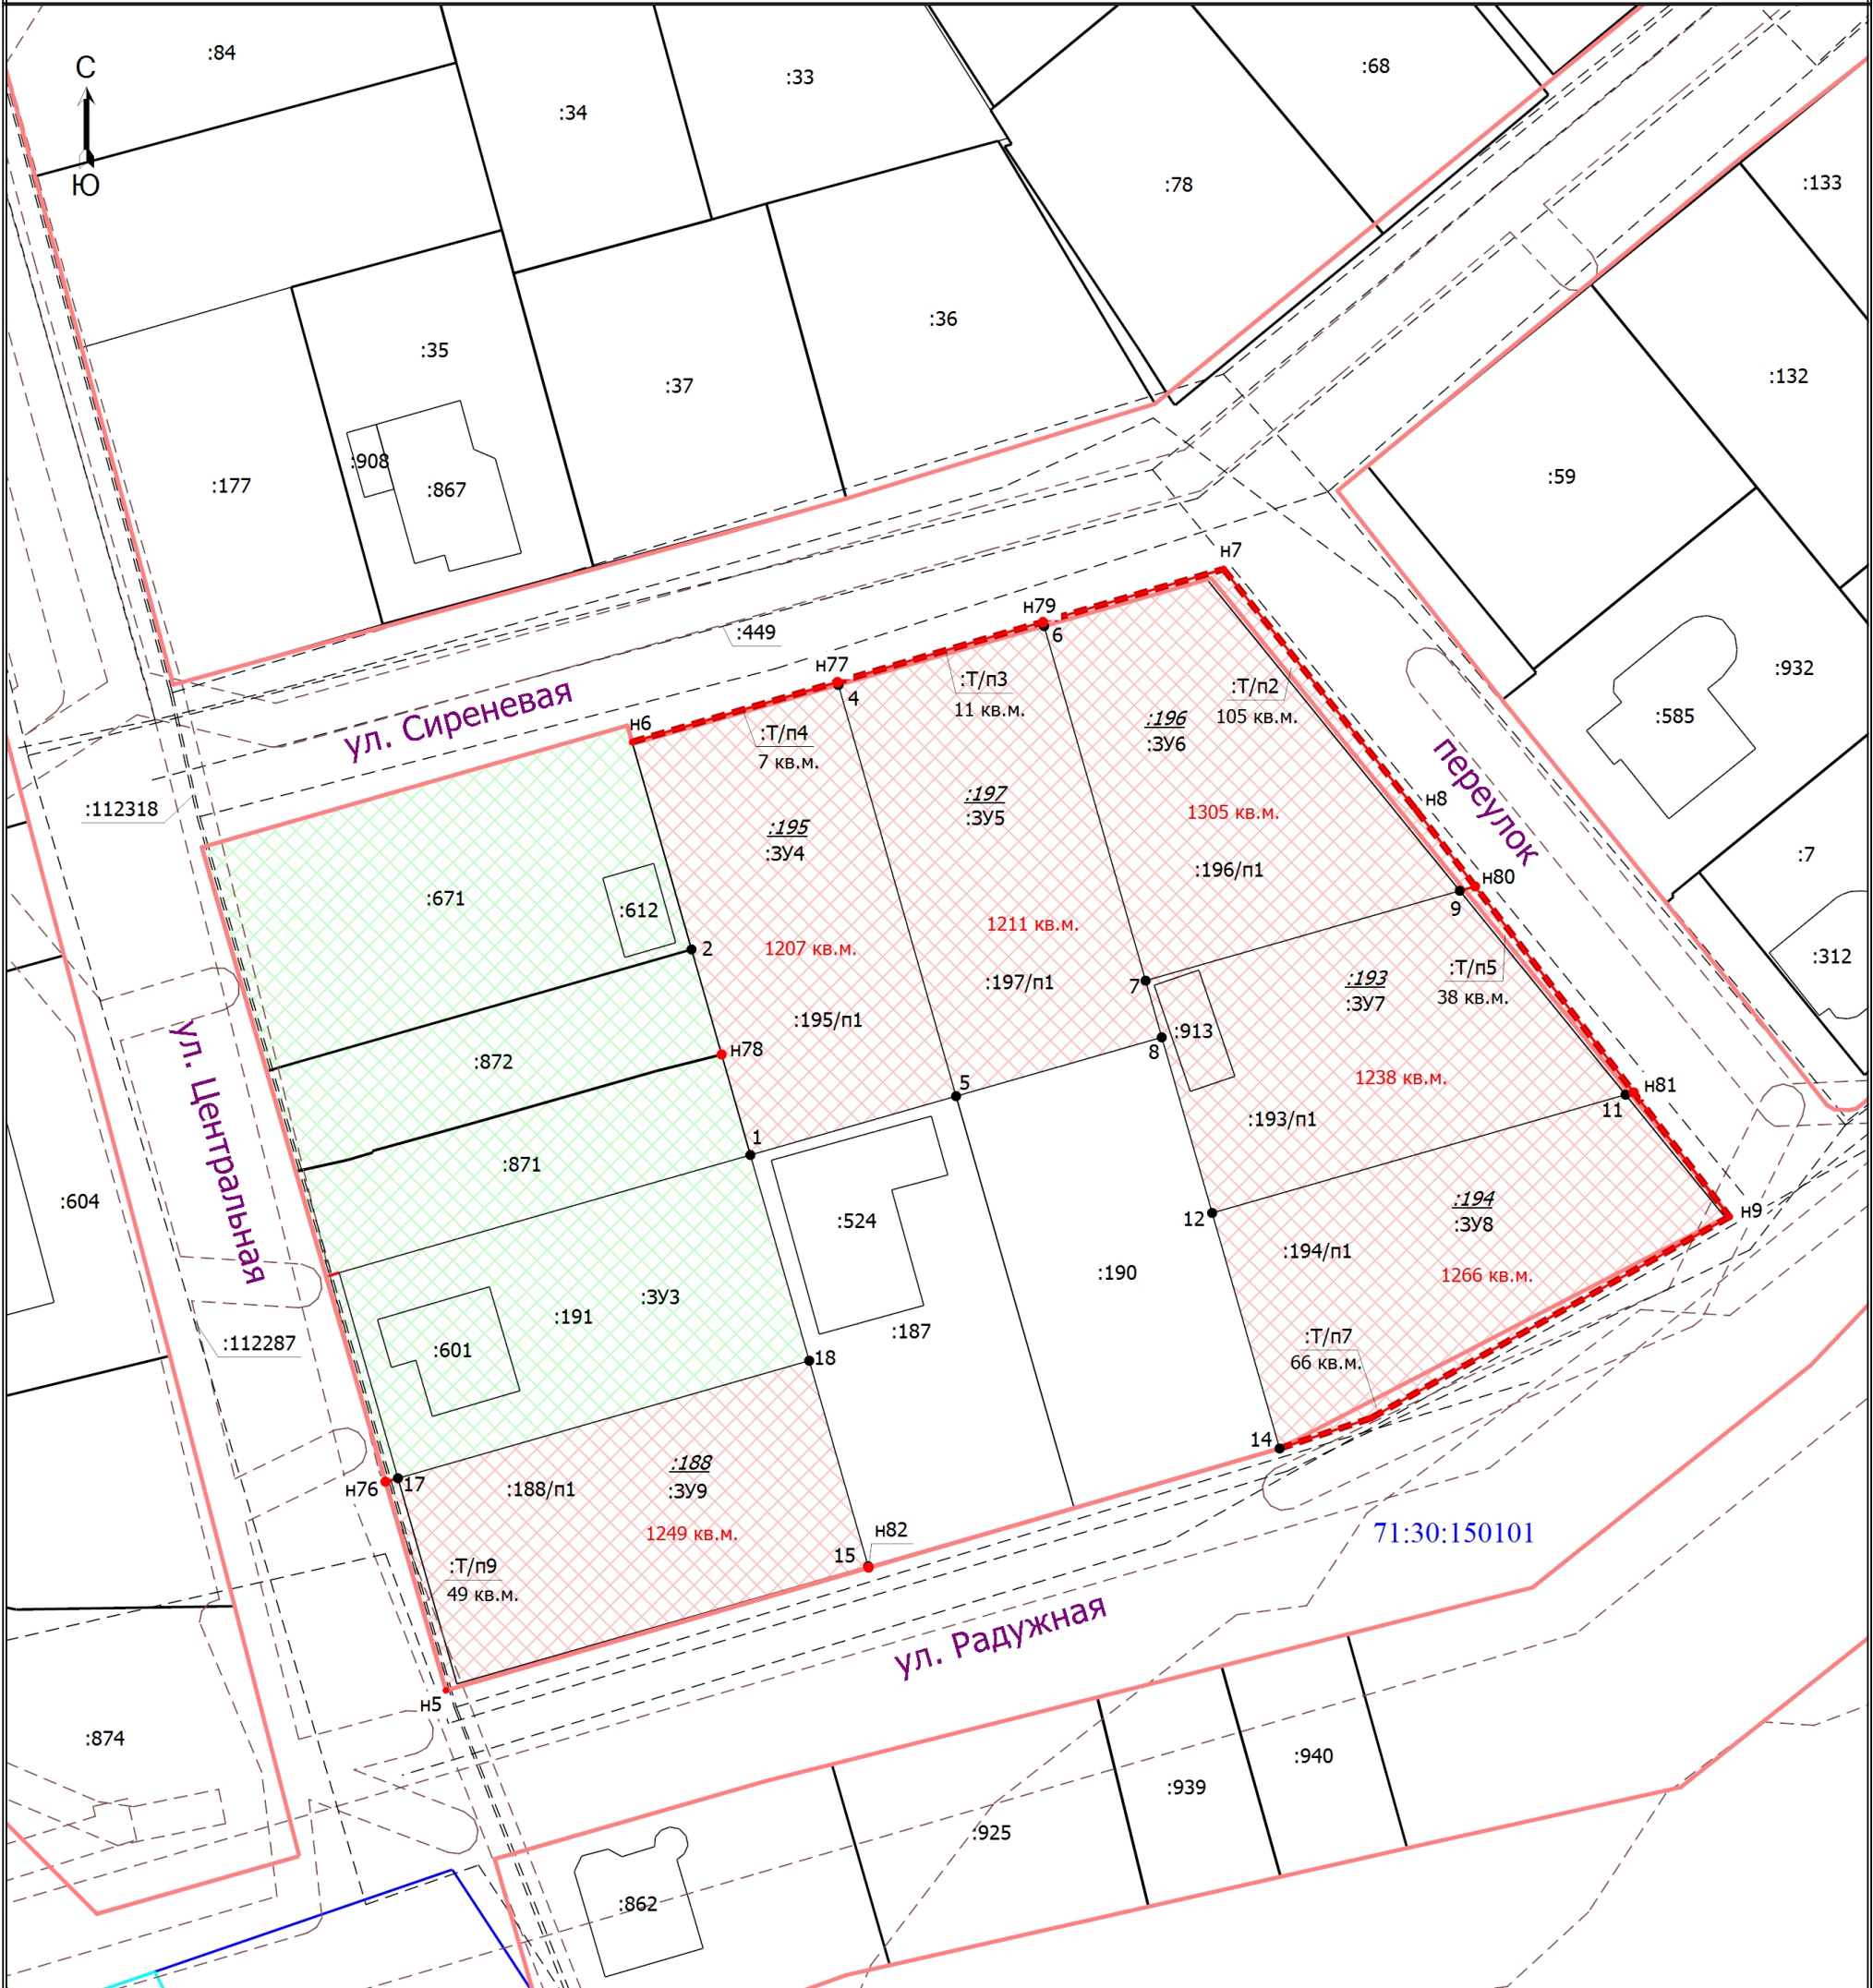 :84
С
Ю
:34
:33
:68
:78
:133
:36
:35
:37
:132
:177
:908
:867
:59
н7
:449
н79
6
н77
4
:Т/п3
11 кв.м.
:Т/п2
105 кв.м.
:932
:585
ул. Сиреневая
н6
:Т/п4
7 кв.м.
:196
:ЗУ6
переулок
:112318
:195
:ЗУ4
:197
:ЗУ5
1305 кв.м.
н8
:7
:196/п1
н80
9
:671
:612
2
1207 кв.м.
1211 кв.м.
:312
:197/п1
7
:193
:ЗУ7
:Т/п5
38 кв.м.
:195/п1
:913
8
н78
:872
ул. Центральная
5
1238 кв.м.
н81
11
:193/п1
1
:871
:604
:524
12
:194
:ЗУ8
н9
:194/п1
:190
1266 кв.м.
:ЗУ3
:191
:187
:112287
:601
18
:Т/п7
66 кв.м.
14
:188
:ЗУ9
н76
17
:188/п1
1249 кв.м.
н82
15
71:30:150101
:Т/п9
49 кв.м.
ул. Радужная
н5
:874
:940
:939
:925
:862